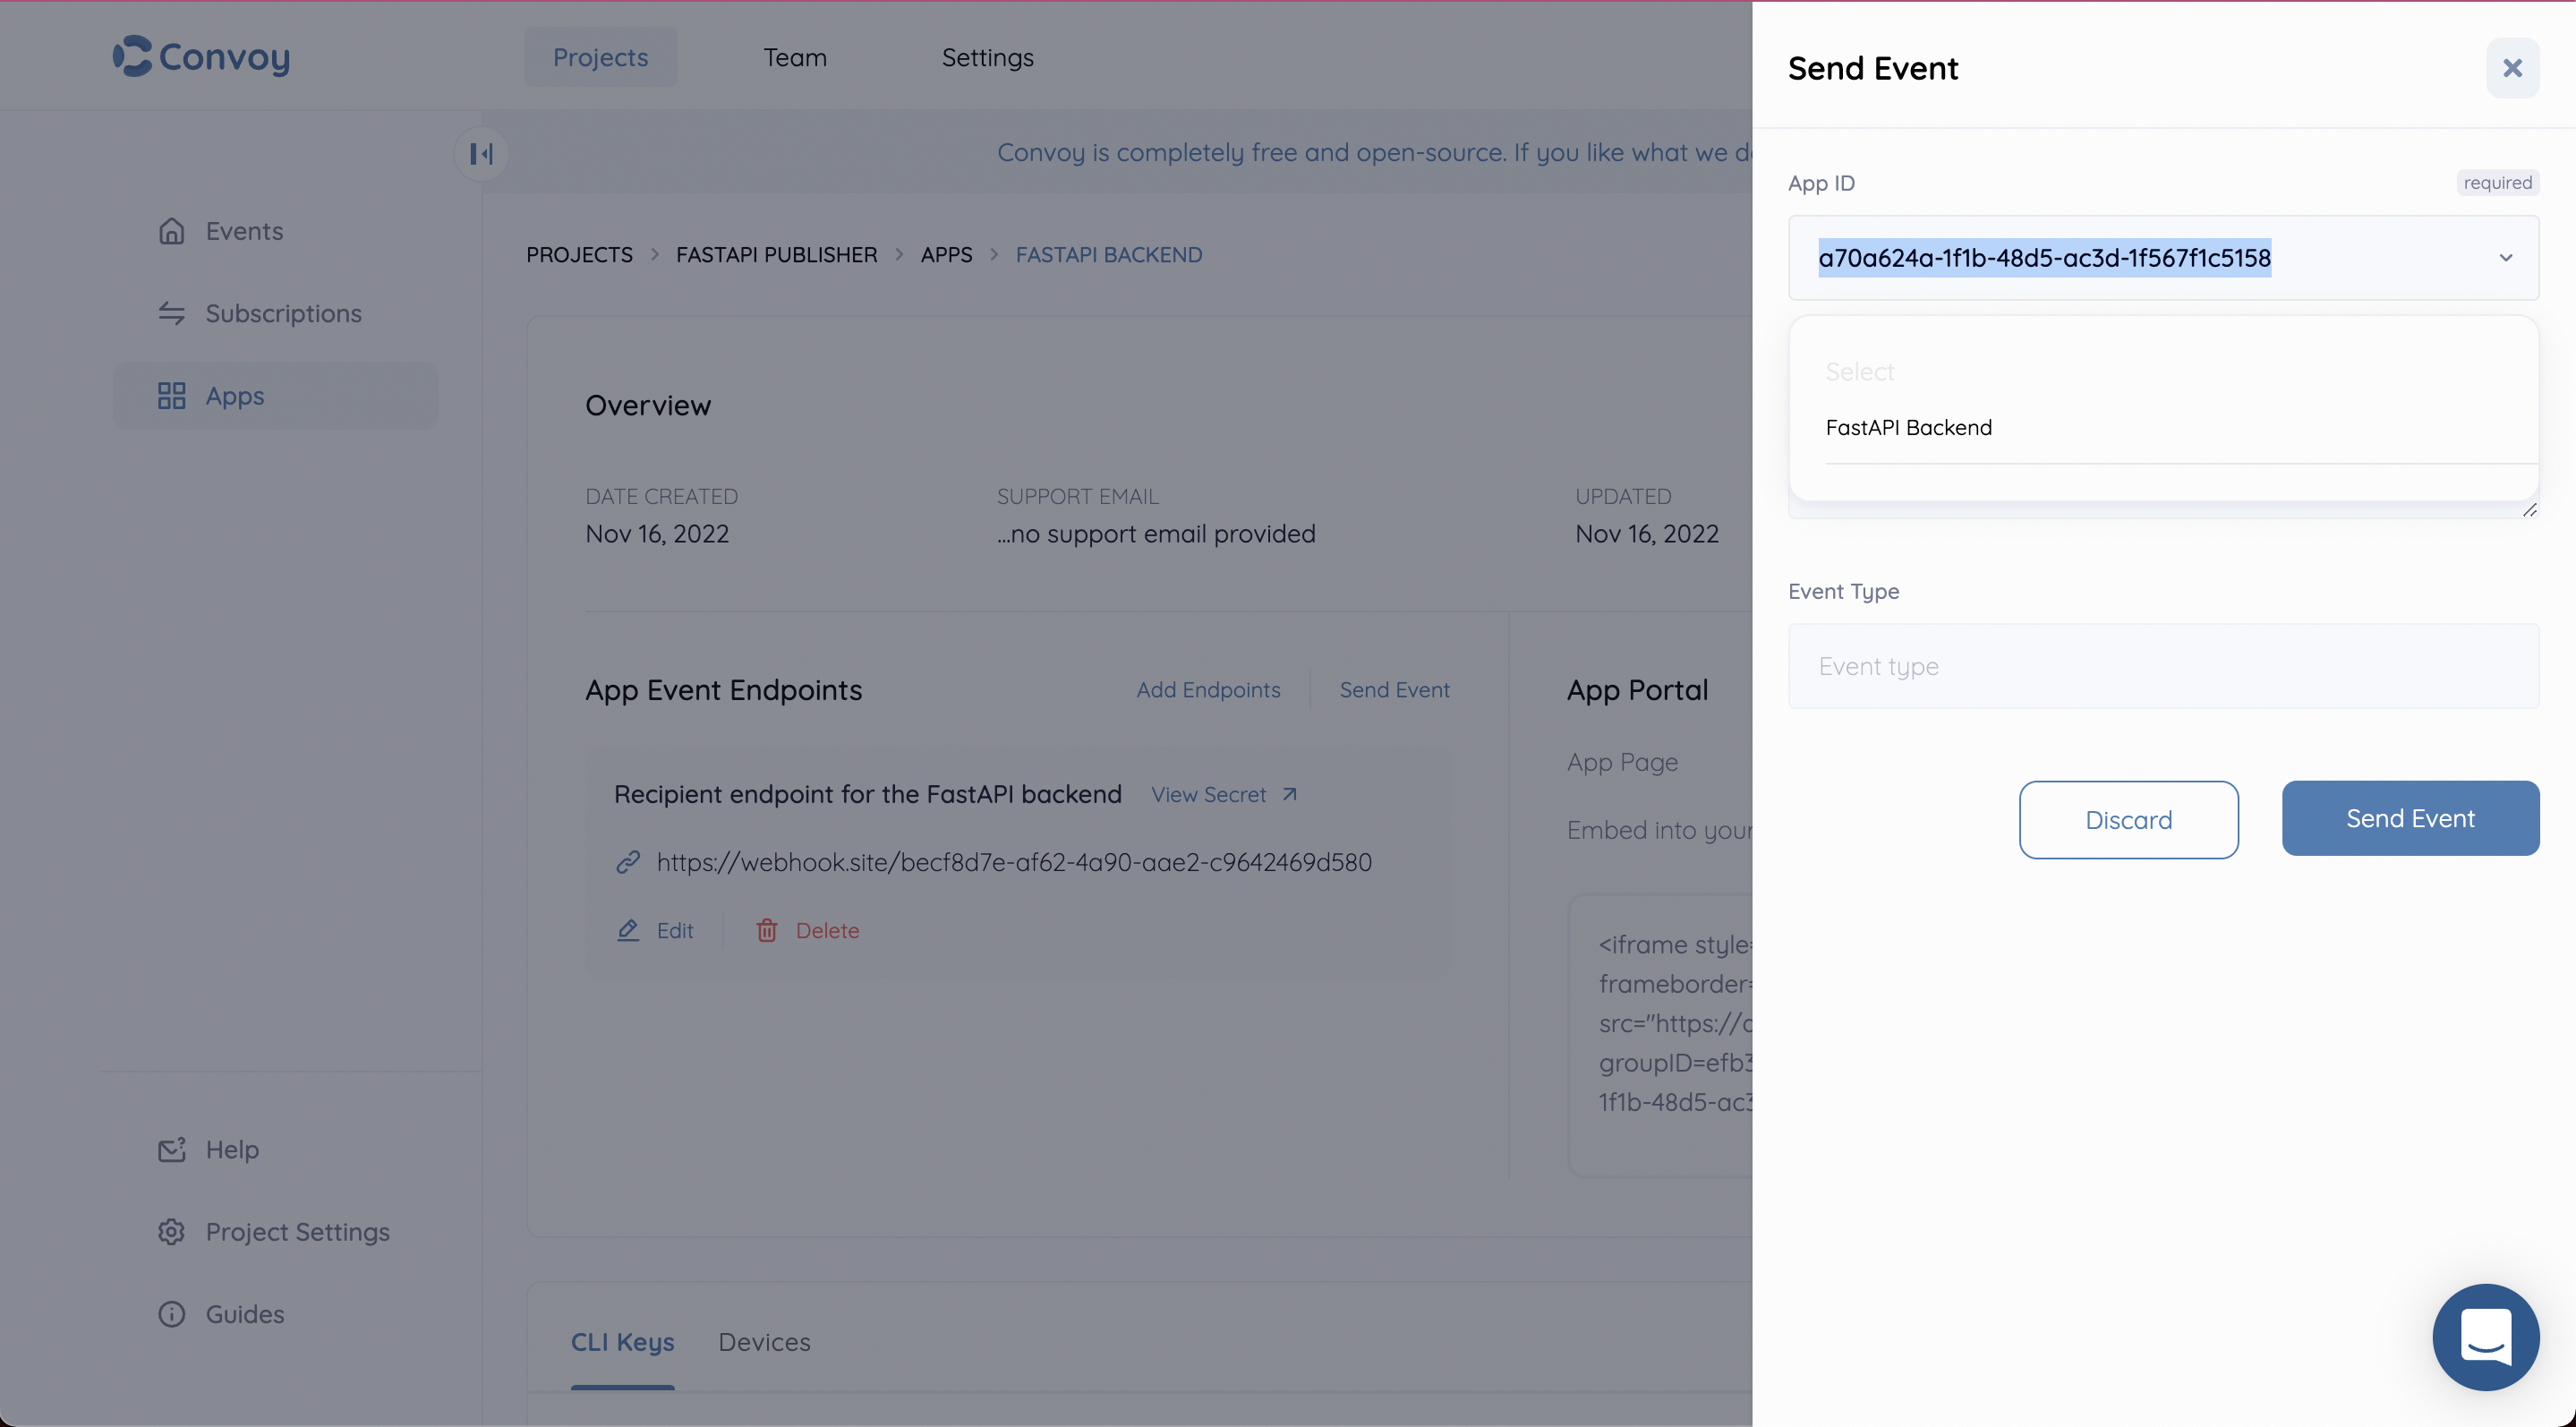 Convoy
Projects
Team
Settings
Convoy is completely free and open-source. If you like what we d
Events
Subscriptions
Apps
PROJECTS > FASTAPI PUBLISHER > APPS > FASTAPI BACKEND
Overview
DATE CREATED
Nov 16, 2022
SUPPORT EMAIL
...no support email provided
UPDATED
Nov 16, 2022
App Event Endpoints
Add Endpoints
Send Event
Recipient endpoint for the FastAPI backend
View Secret
https://webhook.site/becf8d7e-af62-4a90-aae2-c9642469d580
Edit
Delete
App Portal
App Page
Embed into your
<iframe style=
frameborder=
src="https://
groupID=efb3
1f1b-48d5-ac3
Help
Project Settings
Guides
CLI Keys
Devices
Send Event
App ID
required
a70a624a-1f1b-48d5-ac3d-1f567f1c5158
Select
FastAPI Backend
Event Type
Event type
Discard
Send Event